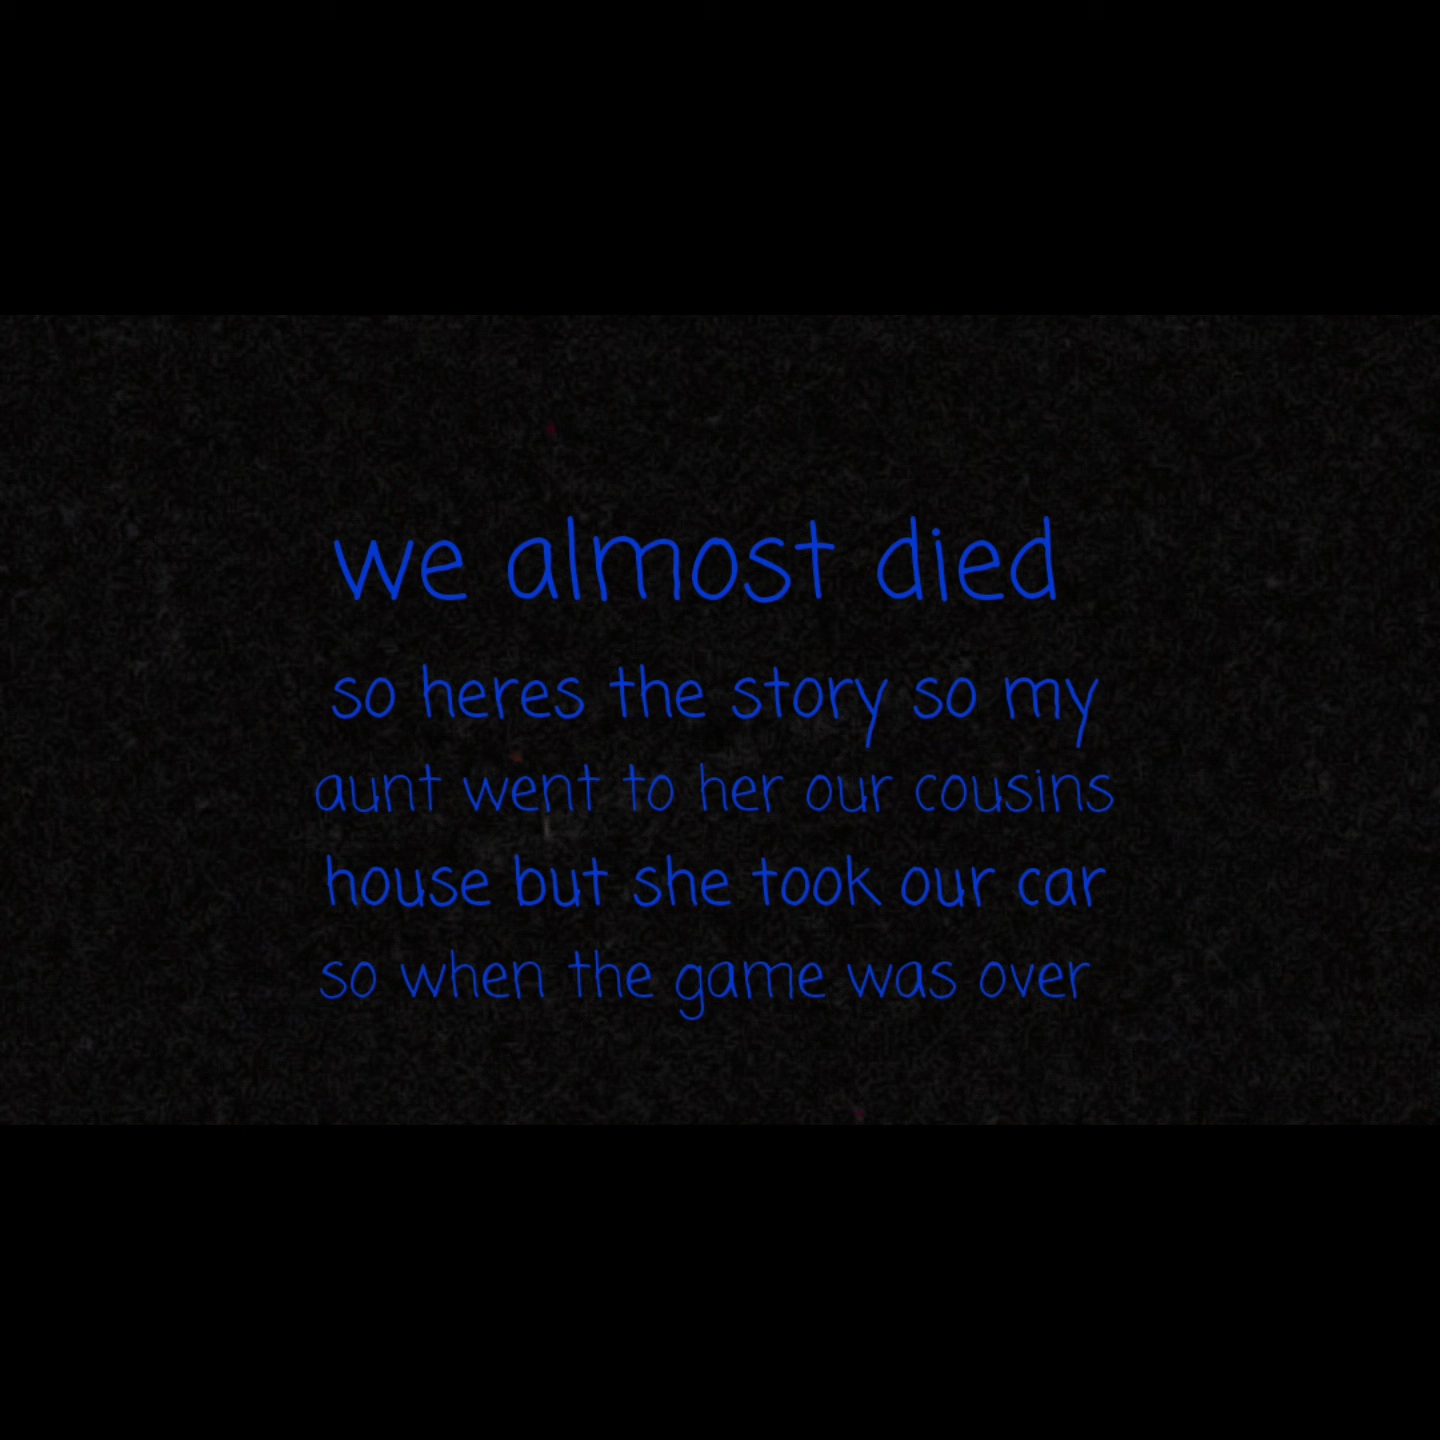 we almost died
so heres the story so my
aunt went to her our cousins
house but she took our car
so when the game was over